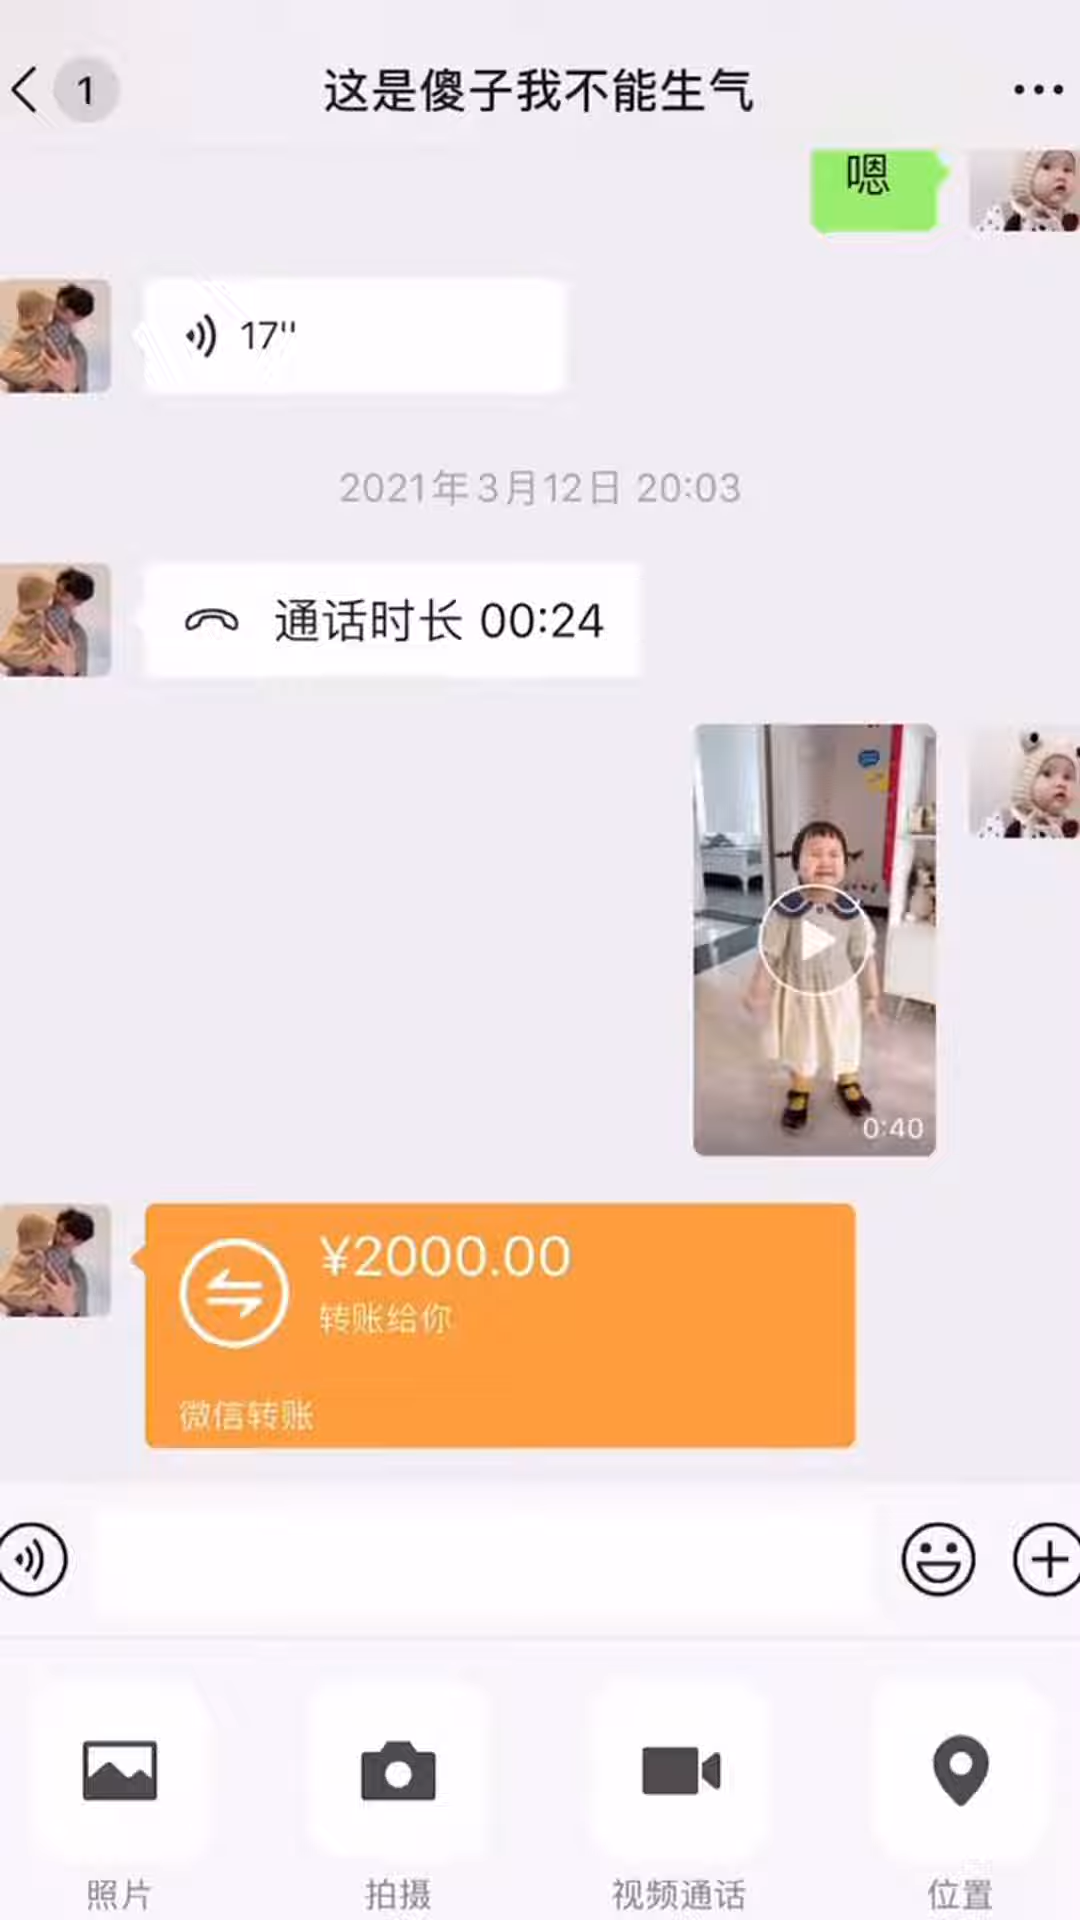 1
这是傻子我不能生气
嗯
17"
2021年3月12日 20:03
通话时长 00:24
0:40
¥2000.00
转账给你
微信转账
照片
拍摄
视频通话
位置